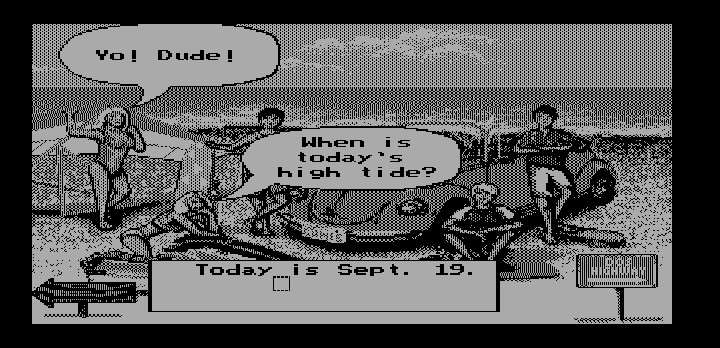 Yo! Dude!
When is
today's
high tide?
Today is Sept. 19.